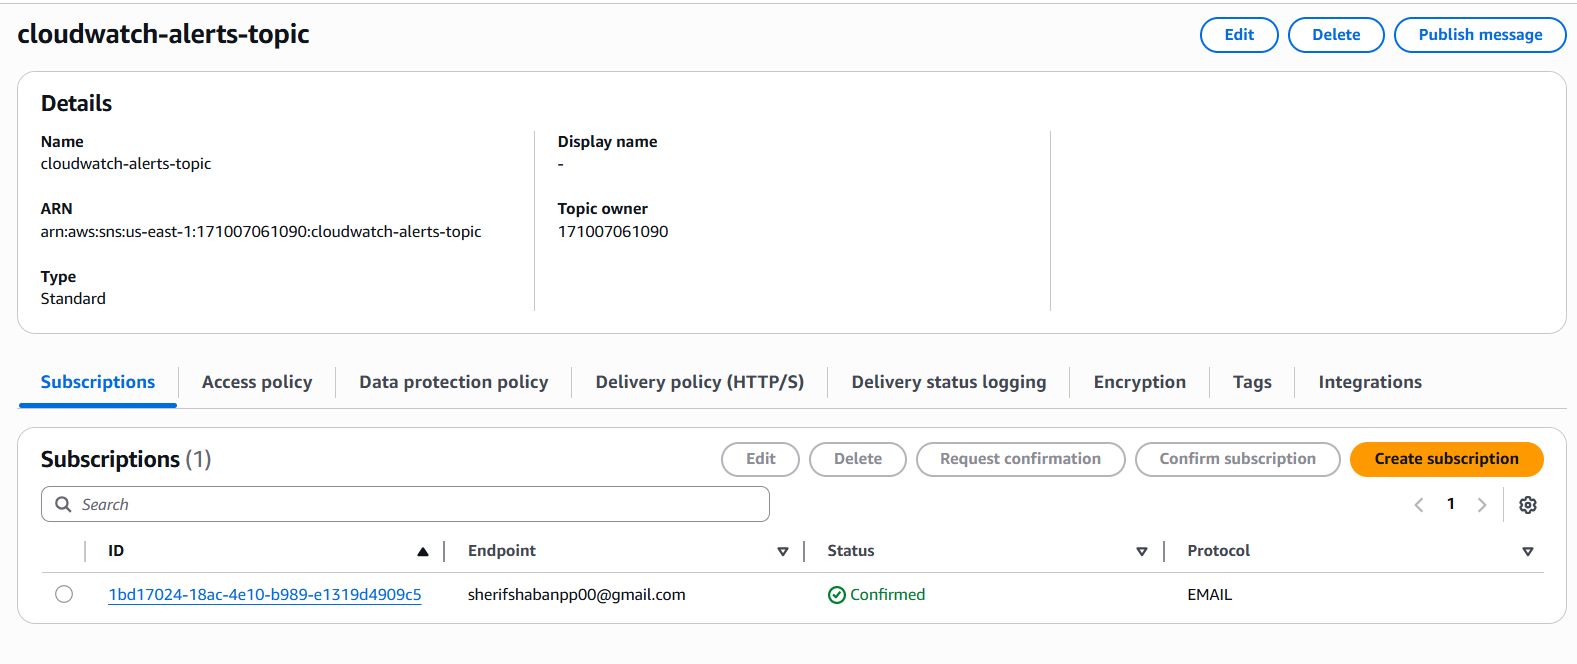 cloudwatch-alerts-topic
Edit
Delete
Publish message
Details
Name
cloudwatch-alerts-topic
Display name
-
ARN
arn:aws:sns:us-east-1:171007061090:cloudwatch-alerts-topic
Topic owner
171007061090
Type
Standard
Subscriptions
Access policy
Data protection policy
Delivery policy (HTTP/S)
Delivery status logging
Encryption
Tags
Integrations
Subscriptions (1)
Edit
Delete
Request confirmation
Confirm subscription
Create subscription
Search
1
ID
Endpoint
Status
Protocol
1bd17024-18ac-4e10-b989-e1319d4909c5
sherifshabanpp00@gmail.com
Confirmed
EMAIL